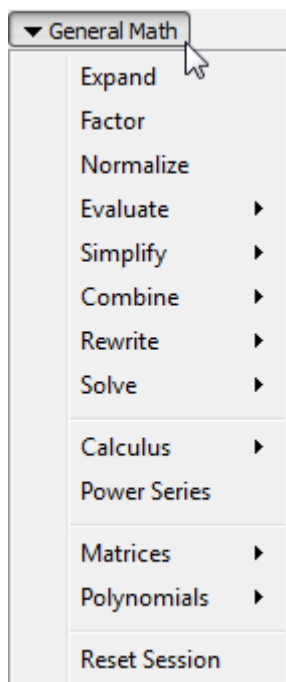 General Math
Expand
Factor
Normalize
Evaluate
Simplify
Combine
Rewrite
Solve
Calculus
Power Series
Matrices
Polynomials
Reset Session